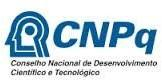 CNPq
Conselho Nacional de Desenvolvimento
Científico e Tecnológico